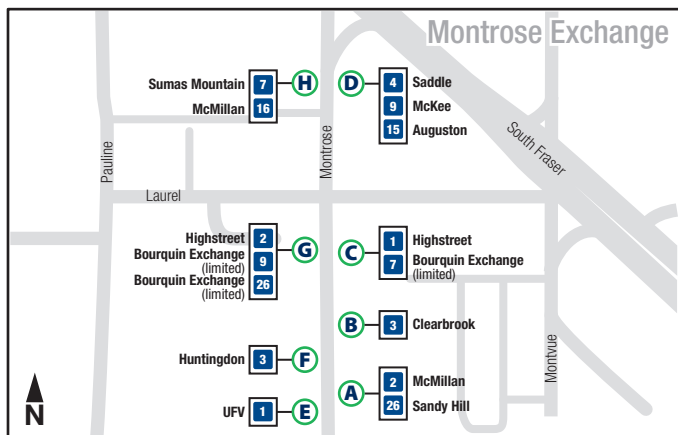 Montrose Exchange
Sumas Mountain 7 H
McMillan 16
D 4 Saddle
9 McKee
15 Auguston
Pauline
Montrose
South Fraser
Laurel
Highstreet 2
Bourquin Exchange 9 G
(limited)
Bourquin Exchange 26
(limited)
C 1 Highstreet
7 Bourquin Exchange
(limited)
B 3 Clearbrook
Huntingdon 3 F
A 2 McMillan
26 Sandy Hill
UFV 1 E
Montvue
N